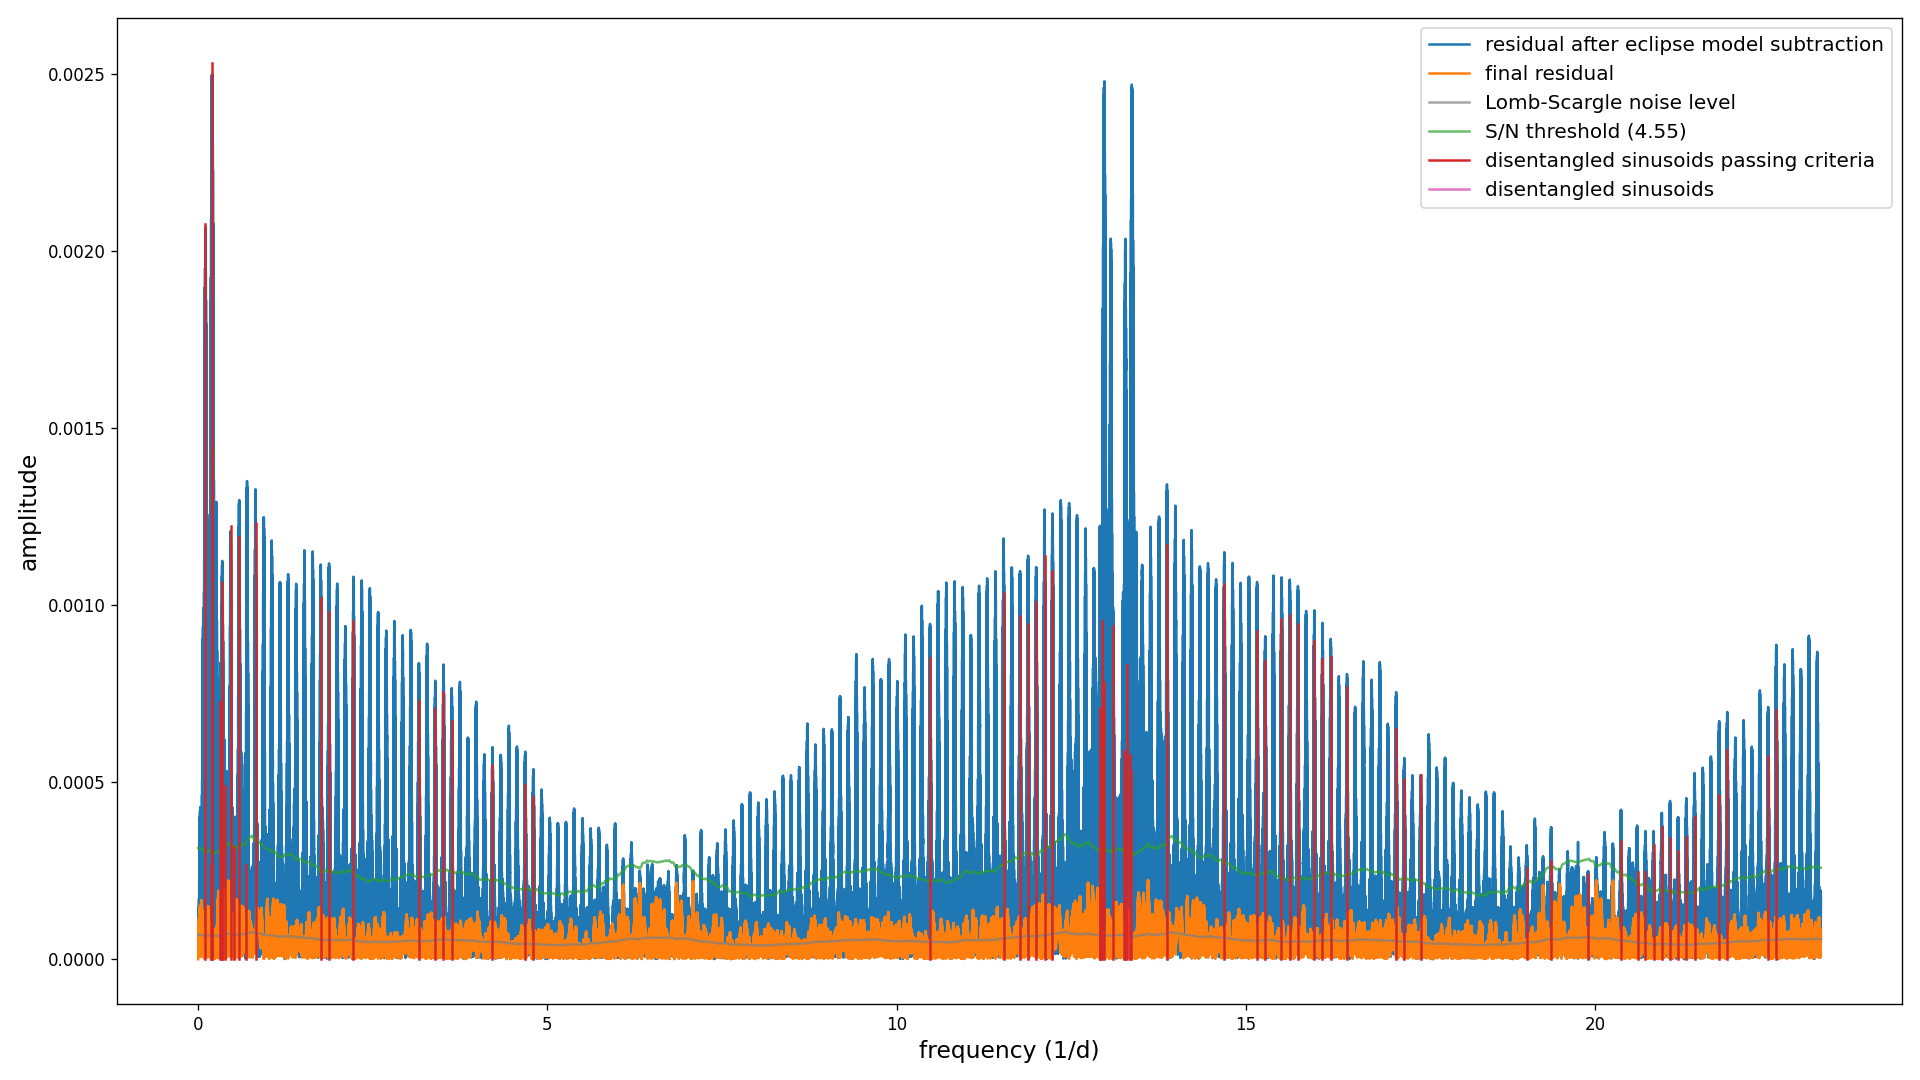 residual after eclipse model subtraction
final residual
Lomb-Scargle noise level
S/N threshold (4.55)
disentangled sinusoids passing criteria
disentangled sinusoids
amplitude
0.0025
0.0020
0.0015
0.0010
0.0005
0.0000
0 5 10 15 20
frequency (1/d)